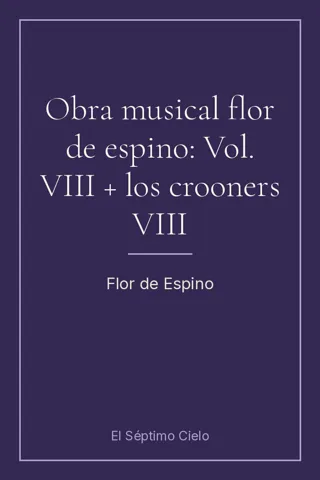 Obra musical flor
de espino: Vol.
VIII + los crooners
VIII
Flor de Espino
El Séptimo Cielo